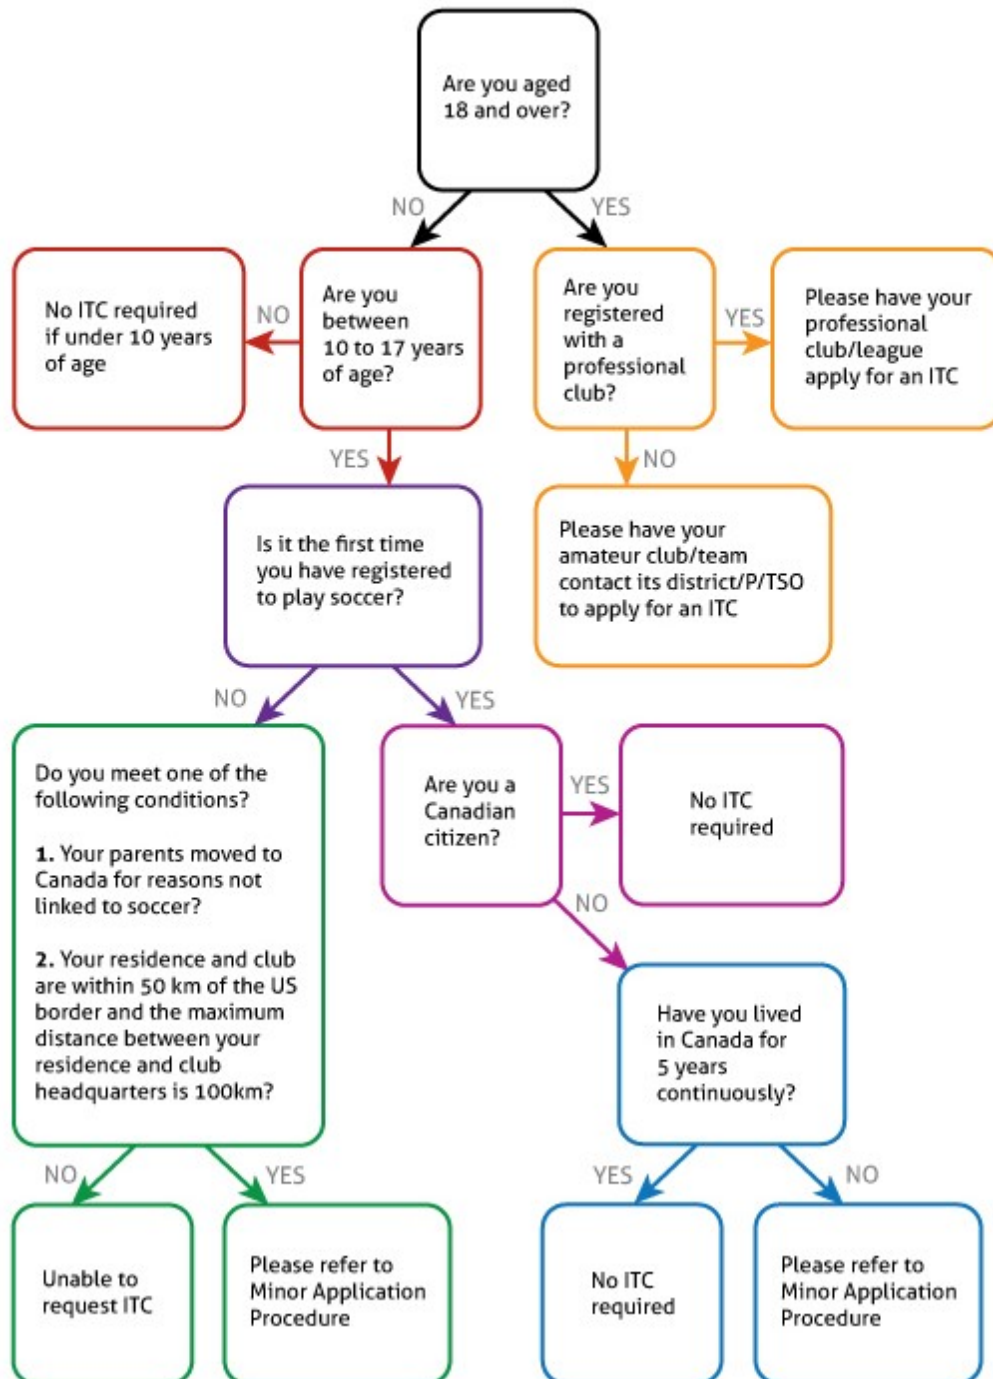 Are you aged
18 and over?
NO
YES
No ITC required
if under 10 years
of age
NO
Are you
between
10 to 17 years
of age?
Are you
registered
with a
professional
club?
YES
Please have your
professional
club/league
apply for an ITC
YES
NO
Is it the first time
you have registered
to play soccer?
Please have your
amateur club/team
contact its district/P/TSO
to apply for an ITC
NO
YES
Do you meet one of the
following conditions?
1. Your parents moved to
Canada for reasons not
linked to soccer?
2. Your residence and club
are within 50 km of the US
border and the maximum
distance between your
residence and club
headquarters is 100km?
Are you a
Canadian
citizen?
YES
No ITC
required
NO
Have you lived
in Canada for
5 years
continuously?
NO
YES
YES
NO
Unable to
request ITC
Please refer to
Minor Application
Procedure
No ITC
required
Please refer to
Minor Application
Procedure